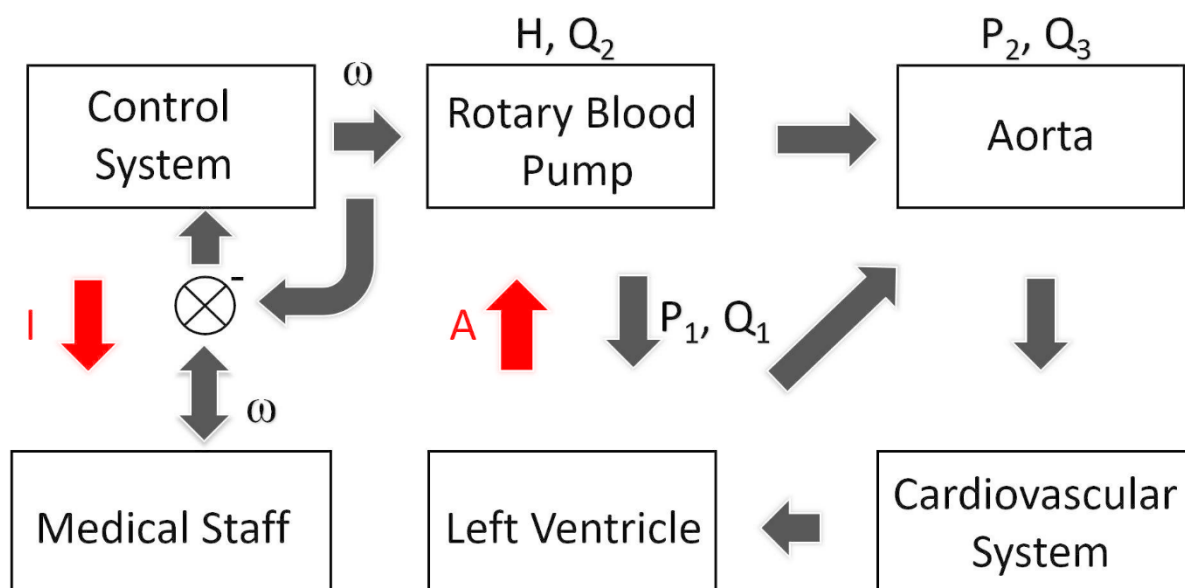 H, Q₂
P₂, Q₃
Control
System
ω
Rotary Blood
Pump
Aorta
-
I
A
P₁, Q₁
ω
Medical Staff
Left Ventricle
Cardiovascular
System